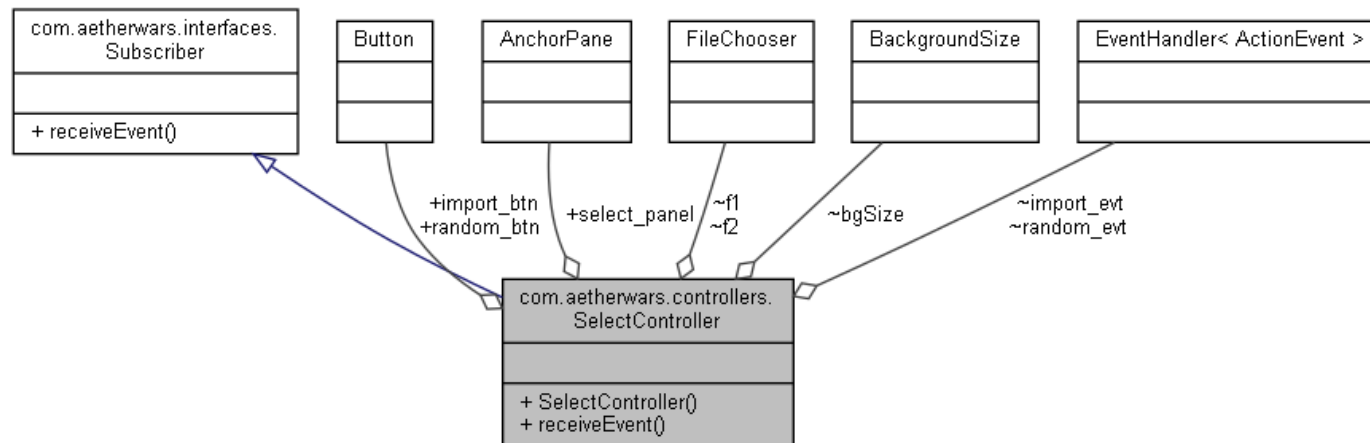 com.aetherwars.interfaces.
Subscriber
+ receiveEvent()
Button
AnchorPane
FileChooser
BackgroundSize
EventHandler< ActionEvent >
+import_btn
+random_btn
+select_panel
~f1
~f2
~bgSize
~import_evt
~random_evt
com.aetherwars.controllers.
SelectController
+ SelectController()
+ receiveEvent()